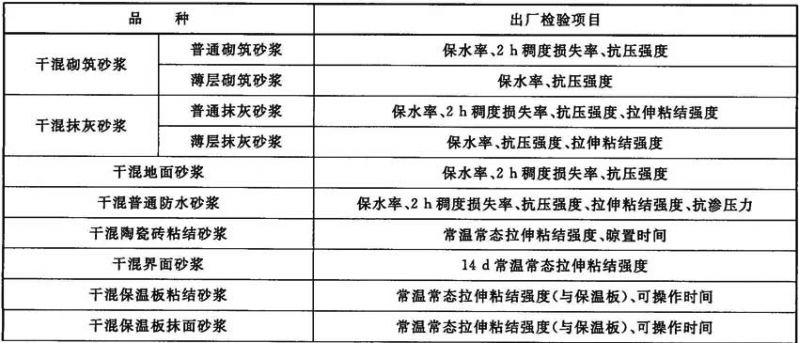 品 种 出厂检验项目
干混砌筑砂浆 普通砌筑砂浆 保水率、2 h 稠度损失率、抗压强度
薄层砌筑砂浆 保水率、抗压强度
干混抹灰砂浆 普通抹灰砂浆 保水率、2 h 稠度损失率、抗压强度、拉伸粘结强度
薄层抹灰砂浆 保水率、抗压强度、拉伸粘结强度
干混地面砂浆 保水率、2 h 稠度损失率、抗压强度
干混普通防水砂浆 保水率、2 h 稠度损失率、抗压强度、拉伸粘结强度、抗渗压力
干混陶瓷砖粘结砂浆 常温常态拉伸粘结强度、晾置时间
干混界面砂浆 14 d 常温常态拉伸粘结强度
干混保温板粘结砂浆 常温常态拉伸粘结强度(与保温板)、可操作时间
干混保温板抹面砂浆 常温常态拉伸粘结强度(与保温板)、可操作时间